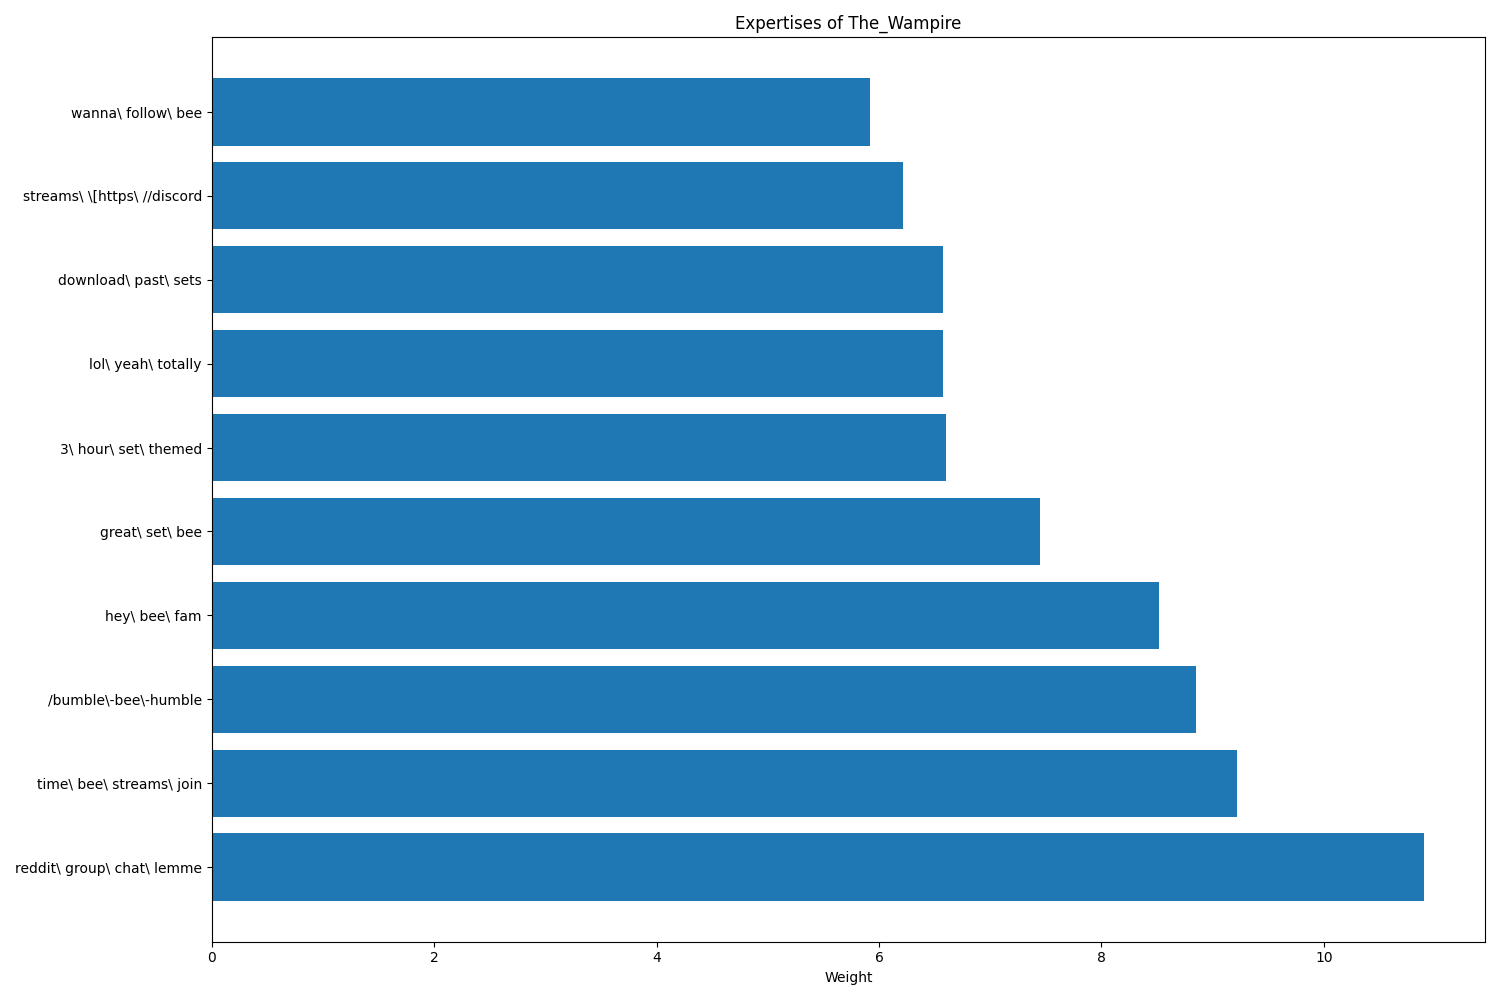 Expertises of The_Wampire
wanna\ follow\ bee
streams\ \[https\ //discord
download\ past\ sets
lol\ yeah\ totally
3\ hour\ set\ themed
great\ set\ bee
hey\ bee\ fam
/bumble\-bee\-humble
time\ bee\ streams\ join
reddit\ group\ chat\ lemme
0 2 4 6 8 10
Weight